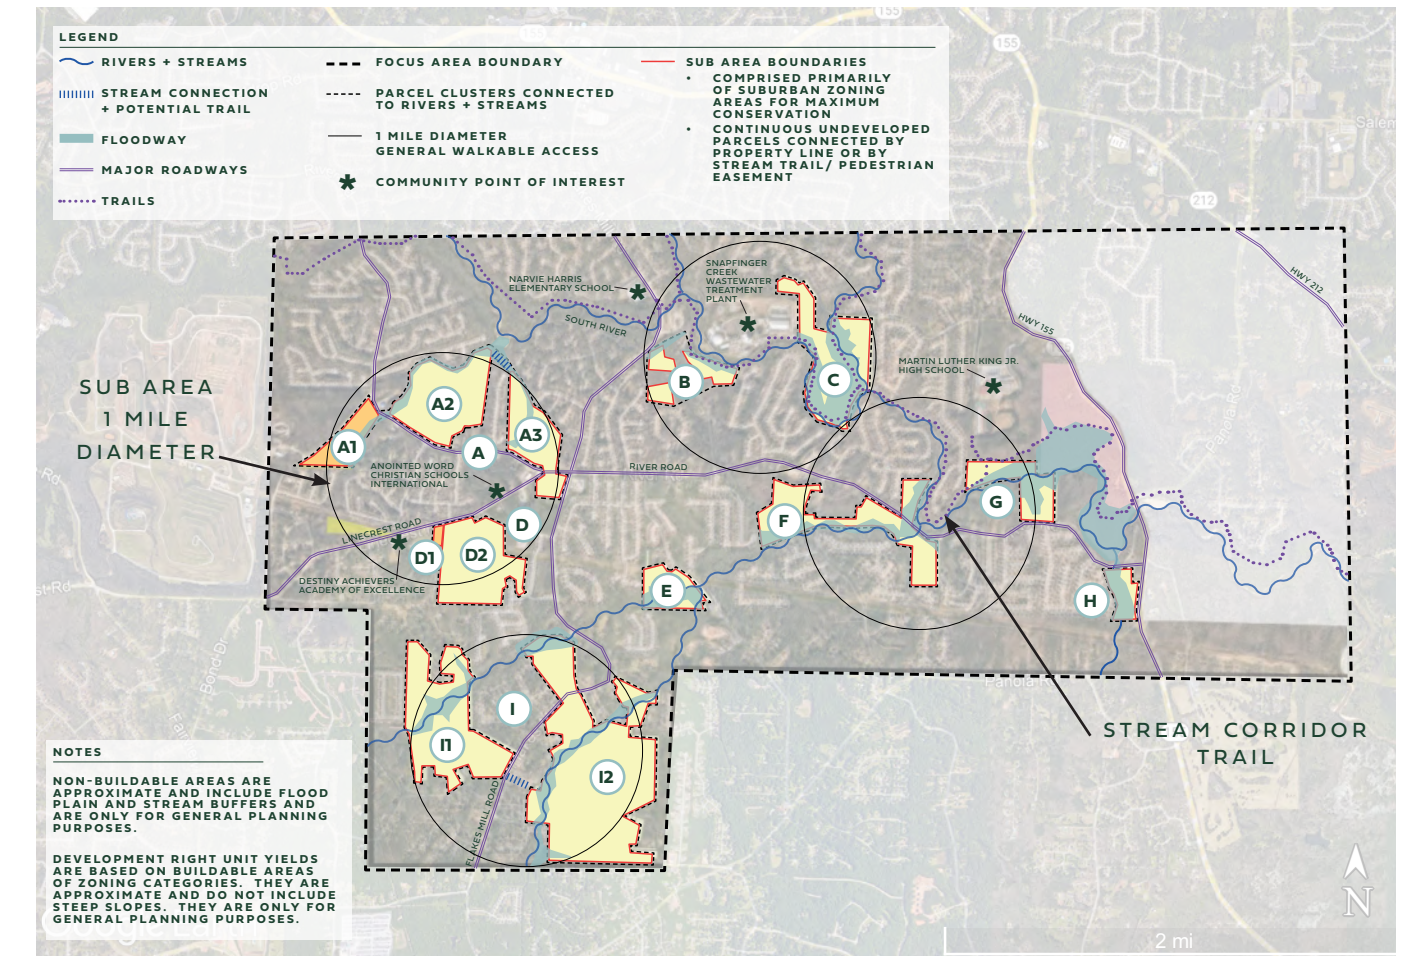 LEGEND
RIVERS + STREAMS
STREAM CONNECTION
+ POTENTIAL TRAIL
FLOODWAY
MAJOR ROADWAYS
TRAILS
FOCUS AREA BOUNDARY
PARCEL CLUSTERS CONNECTED
TO RIVERS + STREAMS
1 MILE DIAMETER
GENERAL WALKABLE ACCESS
COMMUNITY POINT OF INTEREST
SUB AREA BOUNDARIES
• COMPRISED PRIMARILY
OF SUBURBAN ZONING
AREAS FOR MAXIMUM
CONSERVATION
• CONTINUOUS UNDEVELOPED
PARCELS CONNECTED BY
PROPERTY LINE OR BY
STREAM TRAIL/ PEDESTRIAN
EASEMENT
155
155
212
Salem
NARVIE HARRIS
ELEMENTARY SCHOOL
SNAPFINGER
CREEK
WASTEWATER
TREATMENT
PLANT
SOUTH RIVER
HWY 212
HWY 155
MARTIN LUTHER KING JR.
HIGH SCHOOL
SUB AREA
1 MILE
DIAMETER
A1
A2
A
A3
B
C
ANOINTED WORD
CHRISTIAN SCHOOLS
INTERNATIONAL
RIVER ROAD
LINECREST ROAD
D
D1
D2
DESTINY ACHIEVERS
ACADEMY OF EXCELLENCE
E
F
G
H
I
I1
I2
FLAKES MILL ROAD
Bond Dr
STREAM CORRIDOR
TRAIL
NOTES
NON-BUILDABLE AREAS ARE
APPROXIMATE AND INCLUDE FLOOD
PLAIN AND STREAM BUFFERS AND
ARE ONLY FOR GENERAL PLANNING
PURPOSES.
DEVELOPMENT RIGHT UNIT YIELDS
ARE BASED ON BUILDABLE AREAS
OF ZONING CATEGORIES. THEY ARE
APPROXIMATE AND DO NOT INCLUDE
STEEP SLOPES. THEY ARE ONLY FOR
GENERAL PLANNING PURPOSES.
Google Earth
N
2 mi